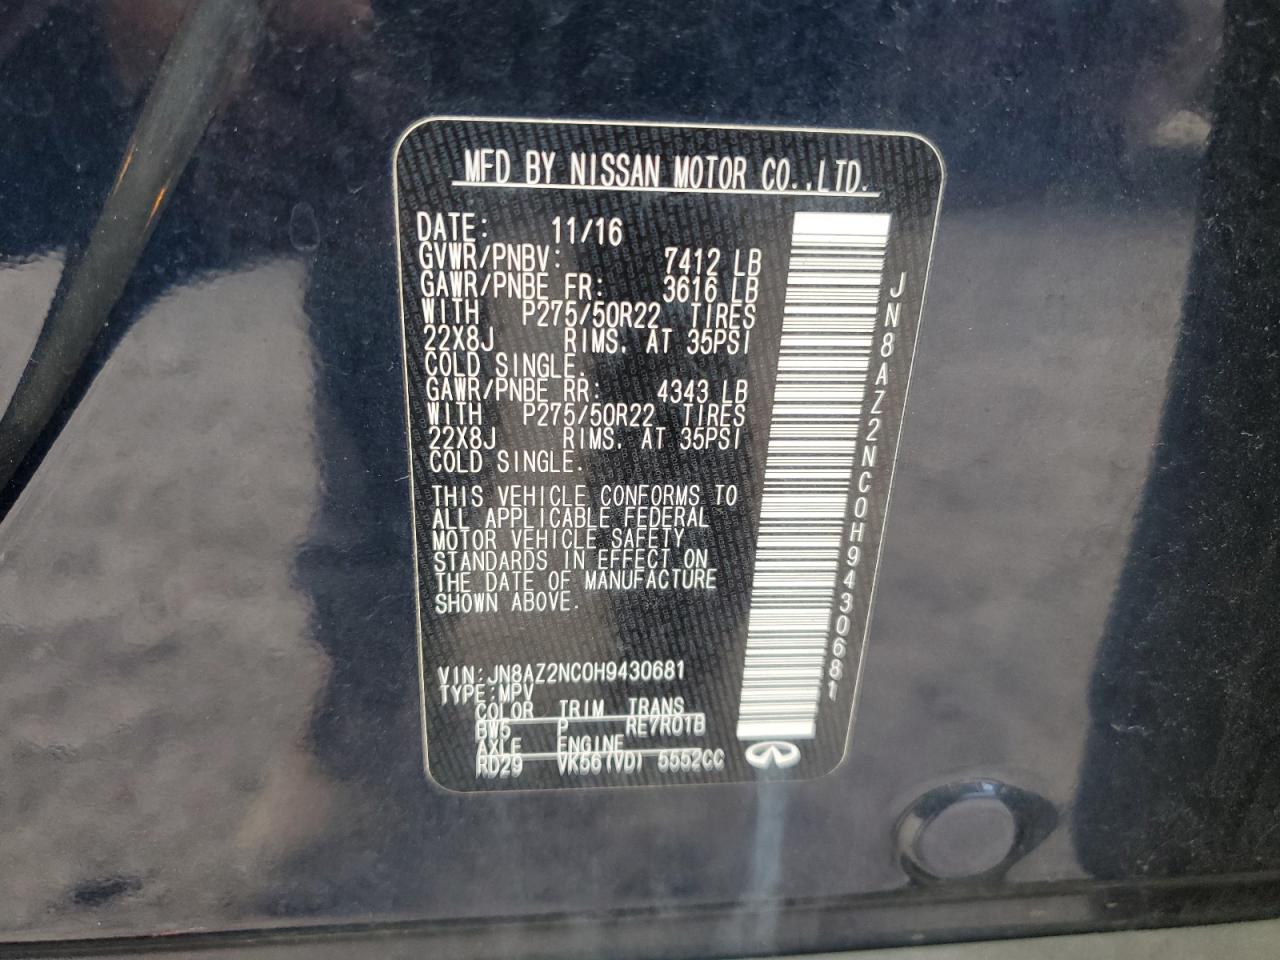 MFD BY NISSAN MOTOR CO.,LTD.
DATE: 11/16
GVWR/PNBV: 7412 LB
GAWR/PNBE FR: 3616 LB
WITH P275/50R22 TIRES
22X8J RIMS, AT 35PSI
COLD SINGLE.
GAWR/PNBE RR: 4343 LB
WITH P275/50R22 TIRES
22X8J RIMS, AT 35PSI
COLD SINGLE.
THIS VEHICLE CONFORMS TO
ALL APPLICABLE FEDERAL
MOTOR VEHICLE SAFETY
STANDARDS IN EFFECT ON
THE DATE OF MANUFACTURE
SHOWN ABOVE.
VIN:JN8AZ2NC0H9430681
TYPE:MPV
COLOR TRIM TRANS
BW5 P RE7R01B
AXLE ENGINE
RD29 VK56(VD) 5552CC
JN8AZ2NC0H9430681